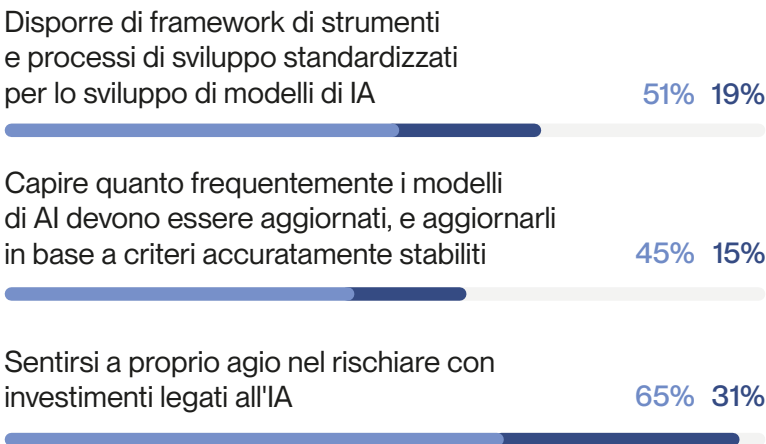 Disporre di framework di strumenti
e processi di sviluppo standardizzati
per lo sviluppo di modelli di IA 51% 19%
Capire quanto frequentemente i modelli
di AI devono essere aggiornati, e aggiornarli
in base a criteri accuratamente stabiliti 45% 15%
Sentirsi a proprio agio nel rischiare con
investimenti legati all'IA 65% 31%